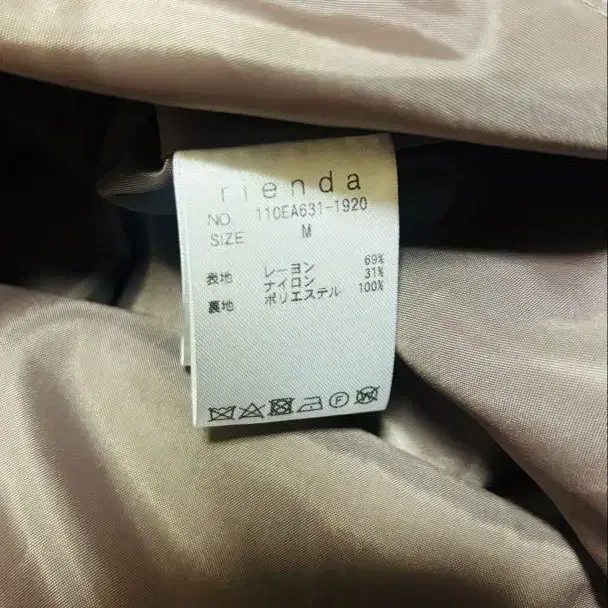 rienda
NO. 110EA631-1920
SIZE M
表地 レーヨン 69%
ナイロン 31%
裏地 ポリエステル 100%
F
W